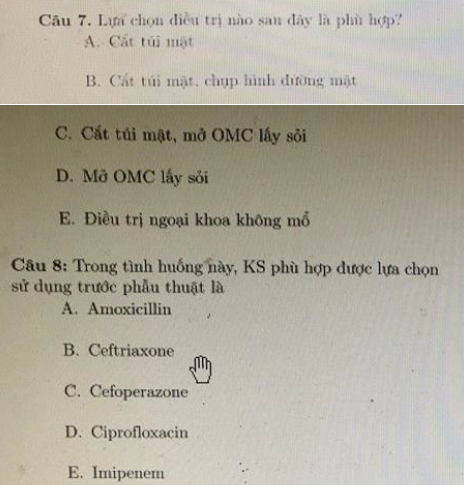 Câu 7. Lựa chọn điều trị nào sau đây là phù hợp?
A. Cắt túi mật
B. Cắt túi mật, chụp hình đường mật
C. Cắt túi mật, mở OMC lấy sỏi
D. Mở OMC lấy sỏi
E. Điều trị ngoại khoa không mổ
Câu 8: Trong tình huống này, KS phù hợp được lựa chọn
sử dụng trước phẫu thuật là
A. Amoxicillin
B. Ceftriaxone
C. Cefoperazone
D. Ciprofloxacin
E. Imipenem